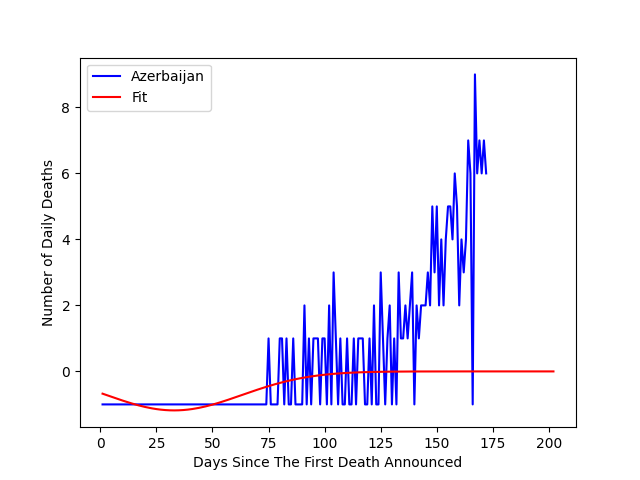 Azerbaijan
Fit
Number of Daily Deaths
8
6
4
2
0
0 25 50 75 100 125 150 175 200
Days Since The First Death Announced